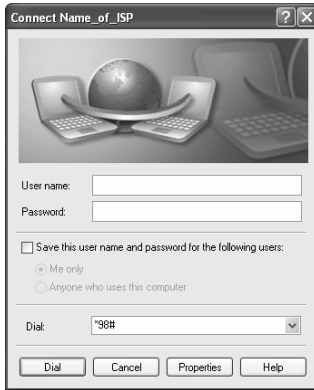 Connect Name_of_ISP
User name:
Password:
Save this user name and password for the following users:
Me only
Anyone who uses this computer
Dial: *98#
Dial Cancel Properties Help